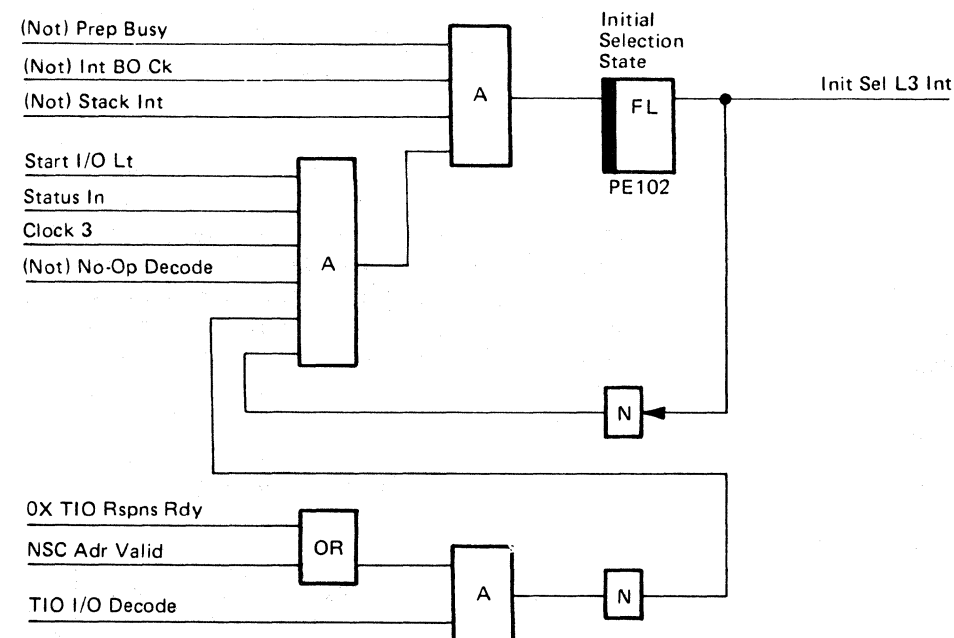 (Not) Prep Busy
(Not) Int BO Ck
(Not) Stack Int
A
Initial
Selection
State
FL
PE102
Init Sel L3 Int
Start I/O Lt
Status In
Clock 3
(Not) No-Op Decode
A
N
0X TIO Rspns Rdy
NSC Adr Valid
OR
TIO I/O Decode
A
N